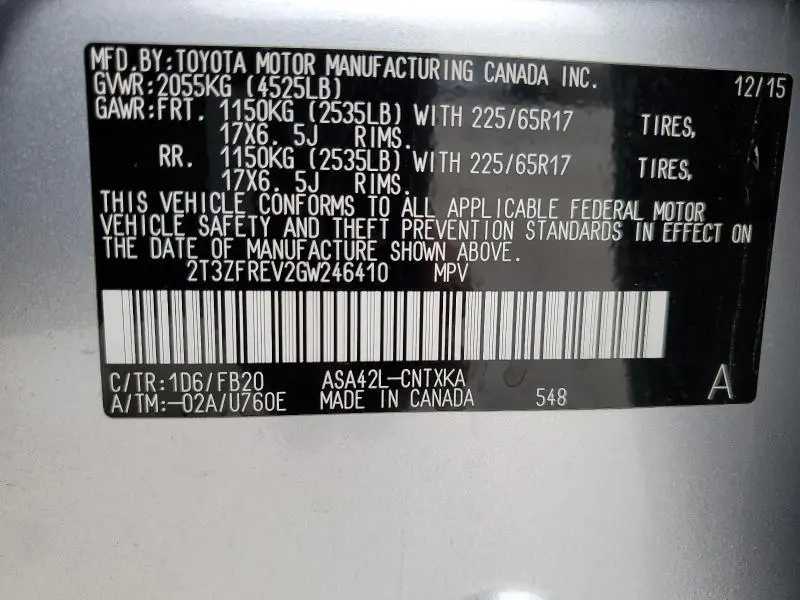 MFD.BY:TOYOTA MOTOR MANUFACTURING CANADA INC.
12/15
GVWR:2055KG (4525LB)
GAWR:FRT. 1150KG (2535LB) WITH 225/65R17 TIRES,
17X6. 5J RIMS.
RR. 1150KG (2535LB) WITH 225/65R17 TIRES,
17X6. 5J RIMS.
THIS VEHICLE CONFORMS TO ALL APPLICABLE FEDERAL MOTOR
VEHICLE SAFETY AND THEFT PREVENTION STANDARDS IN EFFECT ON
THE DATE OF MANUFACTURE SHOWN ABOVE.
2T3ZFREV2GW246410 MPV
C/TR:1D6/FB20 ASA42L-CNTXKA
A/TM:-02A/U760E MADE IN CANADA 548 A